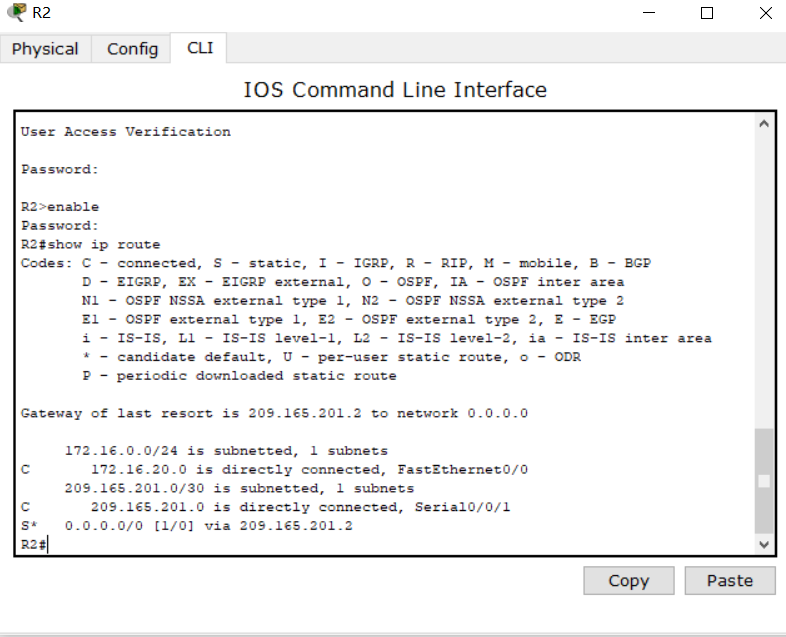 R2
Physical Config CLI
IOS Command Line Interface
User Access Verification
Password:
R2>enable
Password:
R2#show ip route
Codes: C - connected, S - static, I - IGRP, R - RIP, M - mobile, B - BGP
D - EIGRP, EX - EIGRP external, O - OSPF, IA - OSPF inter area
N1 - OSPF NSSA external type 1, N2 - OSPF NSSA external type 2
E1 - OSPF external type 1, E2 - OSPF external type 2, E - EGP
i - IS-IS, L1 - IS-IS level-1, L2 - IS-IS level-2, ia - IS-IS inter area
* - candidate default, U - per-user static route, o - ODR
P - periodic downloaded static route
Gateway of last resort is 209.165.201.2 to network 0.0.0.0
172.16.0.0/24 is subnetted, 1 subnets
C 172.16.20.0 is directly connected, FastEthernet0/0
209.165.201.0/30 is subnetted, 1 subnets
C 209.165.201.0 is directly connected, Serial0/0/1
S* 0.0.0.0/0 [1/0] via 209.165.201.2
R2#
Copy Paste